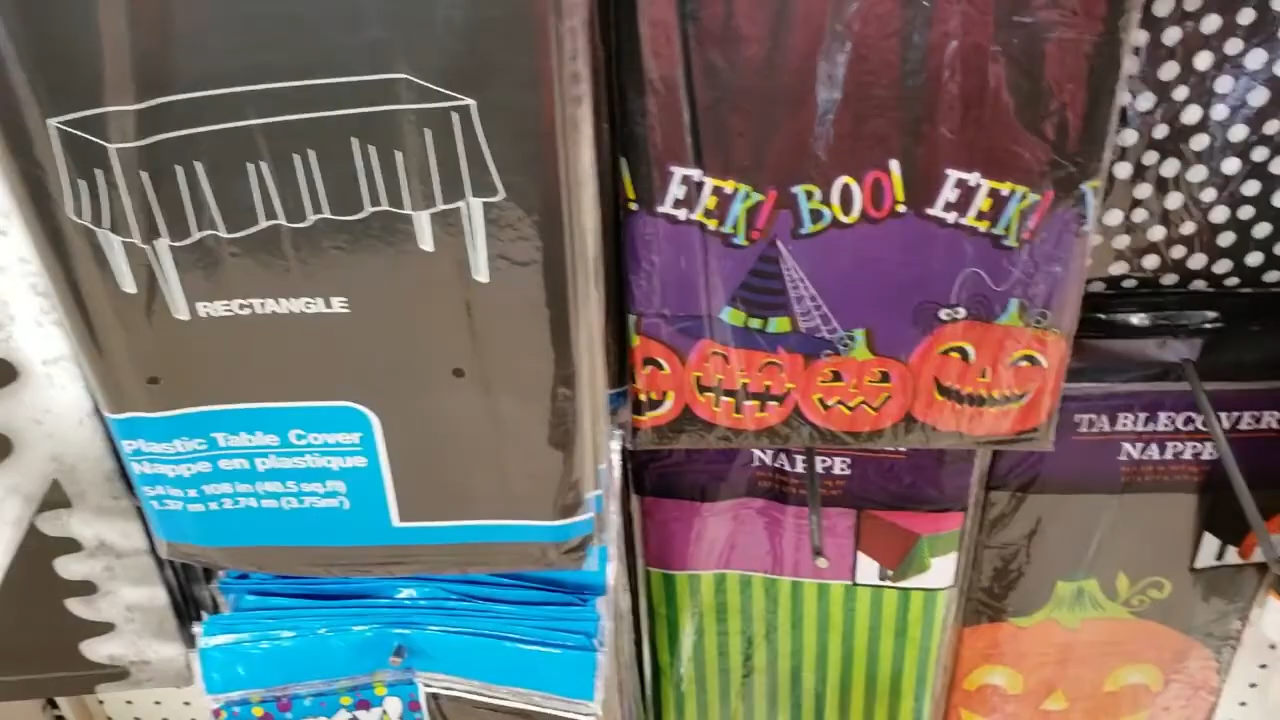 RECTANGLE
Plastic Table Cover
Nappe en plastique
54 in x 108 in (40.5 sq.ft)
1.37 m x 2.74 m (3.75m²)
! EEK! BOO! EEK!
NAPPE
TABLECOVER
NAPPE